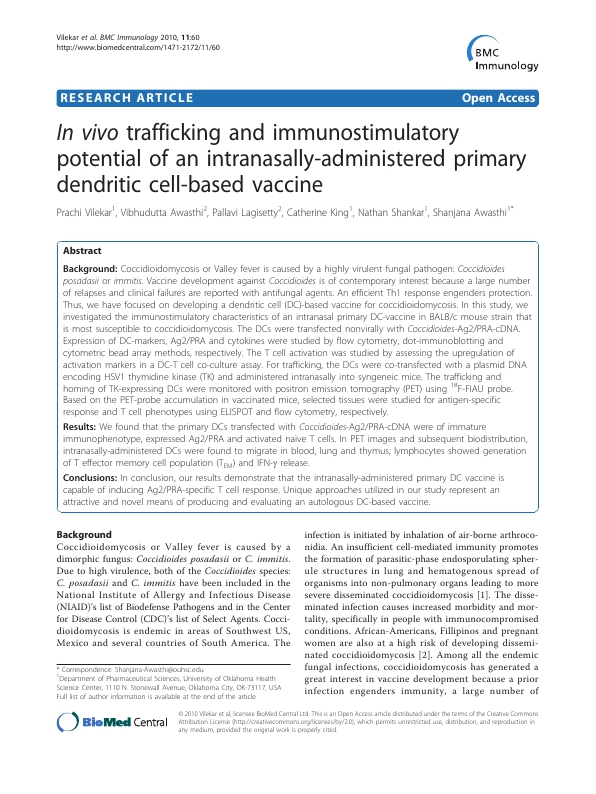 Vilekar et al. BMC Immunology 2010, 11:60
http://www.biomedcentral.com/1471-2172/11/60
BMC
Immunology
RESEARCH ARTICLE
Open Access
In vivo trafficking and immunostimulatory
potential of an intranasally-administered primary
dendritic cell-based vaccine
Prachi Vilekar1, Vibhudutta Awasthi2, Pallavi Lagisetty2, Catherine King1, Nathan Shankar1, Shanjana Awasthi1*
Abstract
Background: Coccidioidomycosis or Valley fever is caused by a highly virulent fungal pathogen: Coccidioides
posadasii or immitis. Vaccine development against Coccidioides is of contemporary interest because a large number
of relapses and clinical failures are reported with antifungal agents. An efficient Th1 response engenders protection.
Thus, we have focused on developing a dendritic cell (DC)-based vaccine for coccidioidomycosis. In this study, we
investigated the immunostimulatory characteristics of an intranasal primary DC-vaccine in BALB/c mouse strain that
is most susceptible to coccidioidomycosis. The DCs were transfected nonvirally with Coccidioides-Ag2/PRA-cDNA.
Expression of DC-markers, Ag2/PRA and cytokines were studied by flow cytometry, dot-immunoblotting and
cytometric bead array methods, respectively. The T cell activation was studied by assessing the upregulation of
activation markers in a DC-T cell co-culture assay. For trafficking, the DCs were co-transfected with a plasmid DNA
encoding HSV1 thymidine kinase (TK) and administered intranasally into syngeneic mice. The trafficking and
homing of TK-expressing DCs were monitored with positron emission tomography (PET) using 18F-FIAU probe.
Based on the PET-probe accumulation in vaccinated mice, selected tissues were studied for antigen-specific
response and T cell phenotypes using ELISPOT and flow cytometry, respectively.
Results: We found that the primary DCs transfected with Coccidioides-Ag2/PRA-cDNA were of immature
immunophenotype, expressed Ag2/PRA and activated naïve T cells. In PET images and subsequent biodistribution,
intranasally-administered DCs were found to migrate in blood, lung and thymus; lymphocytes showed generation
of T effector memory cell population (TEM) and IFN-γ release.
Conclusions: In conclusion, our results demonstrate that the intranasally-administered primary DC vaccine is
capable of inducing Ag2/PRA-specific T cell response. Unique approaches utilized in our study represent an
attractive and novel means of producing and evaluating an autologous DC-based vaccine.
Background
Coccidioidomycosis or Valley fever is caused by a
dimorphic fungus: Coccidioides posadasii or C. immitis.
Due to high virulence, both of the Coccidioides species:
C. posadasii and C. immitis have been included in the
National Institute of Allergy and Infectious Disease
(NIAID)'s list of Biodefense Pathogens and in the Center
for Disease Control (CDC)'s list of Select Agents. Cocci-
dioidomycosis is endemic in areas of Southwest US,
Mexico and several countries of South America. The
* Correspondence: Shanjana-Awasthi@ouhsc.edu
1Department of Pharmaceutical Sciences, University of Oklahoma Health
Science Center, 1110 N. Stonewall Avenue, Oklahoma City, OK-73117, USA
Full list of author information is available at the end of the article
infection is initiated by inhalation of air-borne arthroco-
nidia. An insufficient cell-mediated immunity promotes
the formation of parasitic-phase endosporulating spher-
ule structures in lung and hematogenous spread of
organisms into non-pulmonary organs leading to more
severe disseminated coccidioidomycosis [1]. The disse-
minated infection causes increased morbidity and mor-
tality, specifically in people with immunocompromised
conditions. African-Americans, Fillipinos and pregnant
women are also at a high risk of developing dissemi-
nated coccidioidomycosis [2]. Among all the endemic
fungal infections, coccidioidomycosis has generated a
great interest in vaccine development because a prior
infection engenders immunity, a large number of
BioMed Central
© 2010 Vilekar et al; licensee BioMed Central Ltd. This is an Open Access article distributed under the terms of the Creative Commons
Attribution License (http://creativecommons.org/licenses/by/2.0), which permits unrestricted use, distribution, and reproduction in
any medium, provided the original work is properly cited.